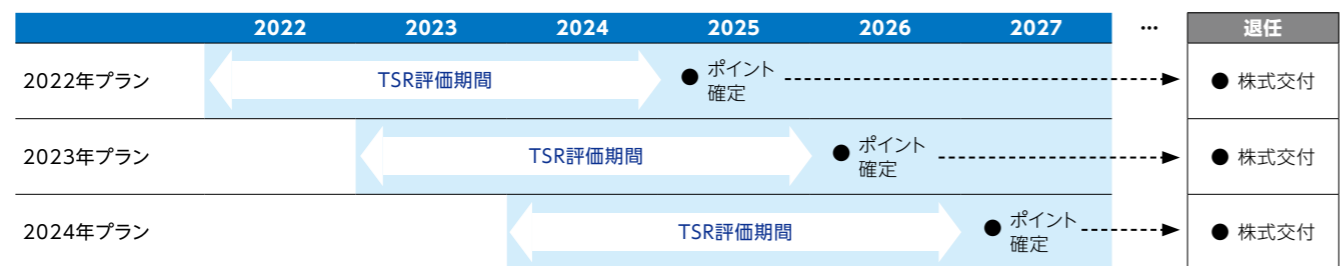 2022 2023 2024 2025 2026 2027 … 退任
2022年プラン TSR評価期間 ● ポイント 確定 ● 株式交付
2023年プラン TSR評価期間 ● ポイント 確定 ● 株式交付
2024年プラン TSR評価期間 ● ポイント 確定 ● 株式交付